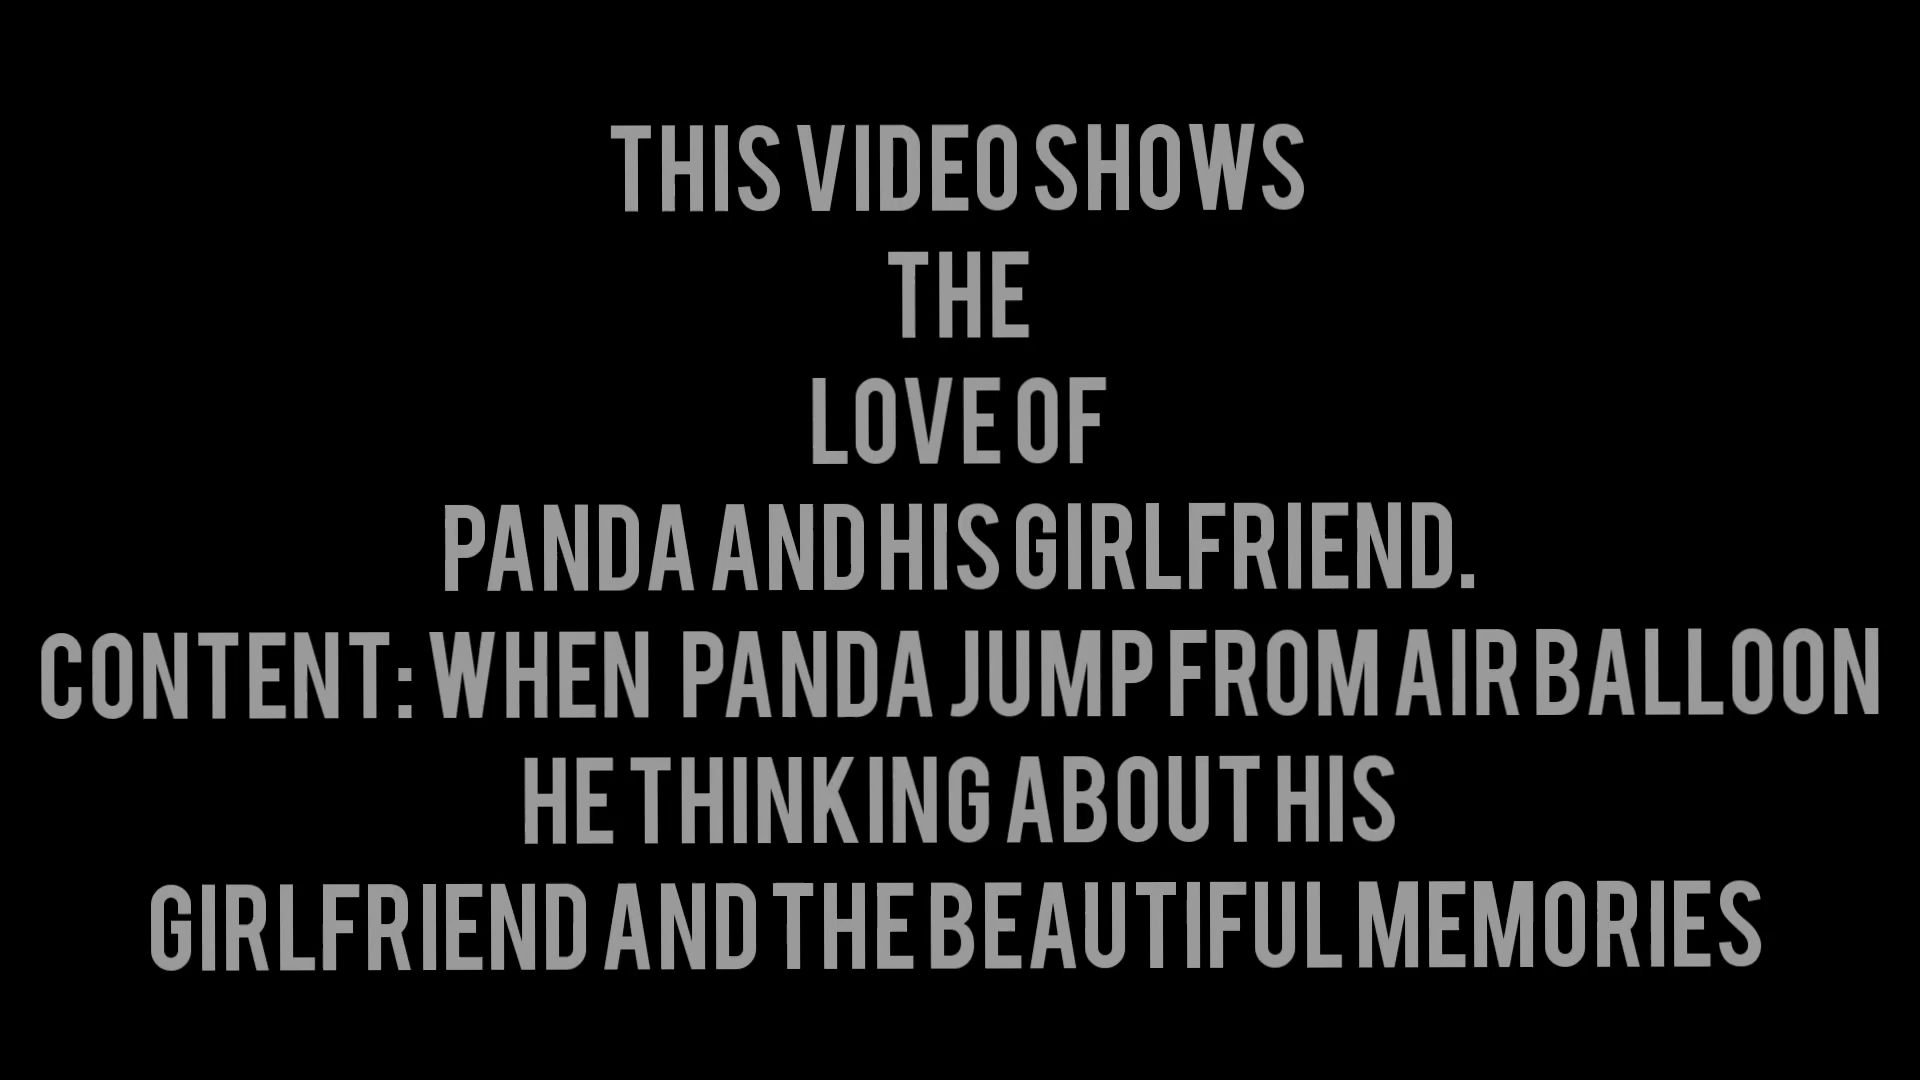 THIS VIDEO SHOWS
THE
LOVE OF
PANDA AND HIS GIRLFRIEND.
CONTENT: WHEN PANDA JUMP FROM AIR BALLOON
HE THINKING ABOUT HIS
GIRLFRIEND AND THE BEAUTIFUL MEMORIES